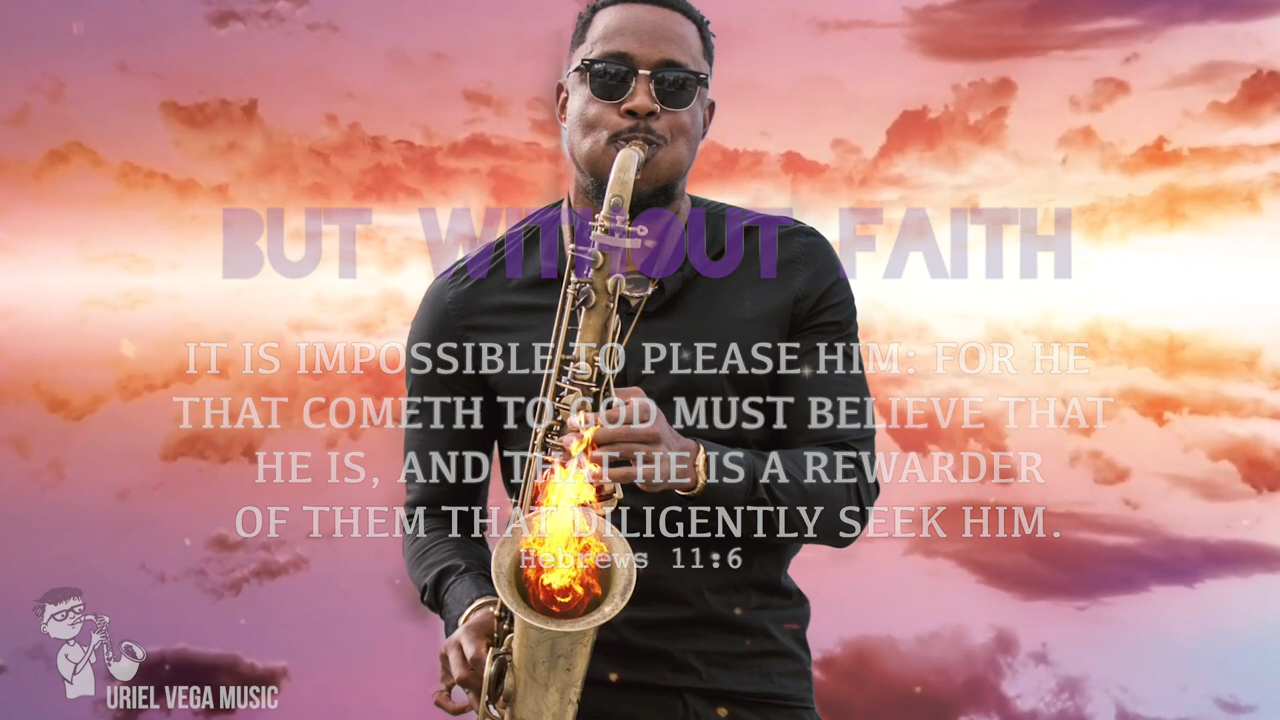 BUT WITHOUT FAITH
IT IS IMPOSSIBLE TO PLEASE HIM: FOR HE
THAT COMETH TO GOD MUST BELIEVE THAT
HE IS, AND THAT HE IS A REWARDER
OF THEM THAT DILIGENTLY SEEK HIM.
Hebrews 11:6
URIEL VEGA MUSIC